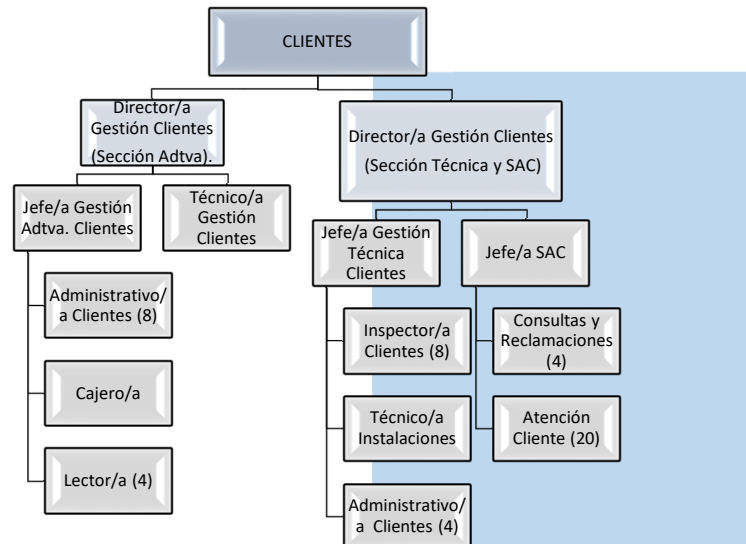 CLIENTES
Director/a
Gestión Clientes
(Sección Adtva).
Director/a Gestión Clientes
(Sección Técnica y SAC)
Jefe/a Gestión
Adtva. Clientes
Técnico/a
Gestión
Clientes
Jefe/a Gestión
Técnica
Clientes
Jefe/a SAC
Administrativo/
a Clientes (8)
Cajero/a
Lector/a (4)
Inspector/a
Clientes (8)
Técnico/a
Instalaciones
Administrativo/
a Clientes (4)
Consultas y
Reclamaciones
(4)
Atención
Cliente (20)